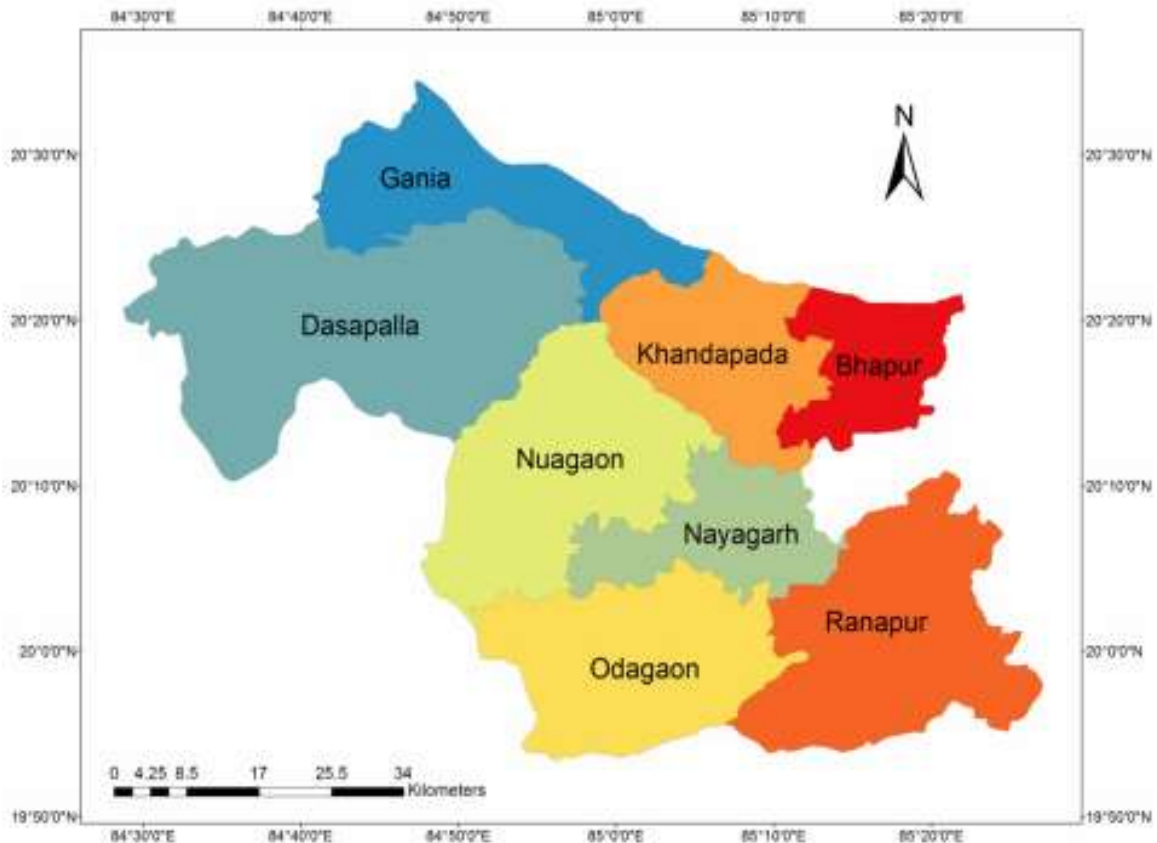 84°30'0"E 84°40'0"E 84°50'0"E 85°0'0"E 85°10'0"E 85°20'0"E
N
20°30'0"N 20°30'0"N
Gania
20°20'0"N Dasapalla 20°20'0"N
Khandapada
Bhapur
Nuagaon
20°10'0"N 20°10'0"N
Nayagarh
Ranapur
20°0'0"N 20°0'0"N
Odagaon
0 4.25 8.5 17 25.5 34
Kilometers
19°50'0"N 19°50'0"N
84°30'0"E 84°40'0"E 84°50'0"E 85°0'0"E 85°10'0"E 85°20'0"E